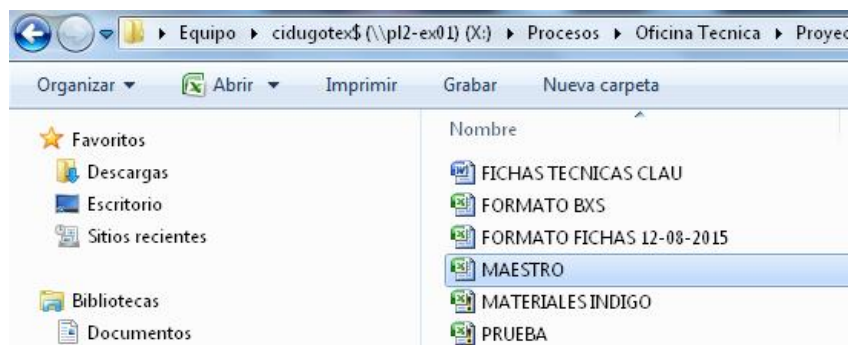 Equipo cidugotex$ (\\pl2-ex01) (X:) Procesos Oficina Tecnica Proyec
Organizar Abrir Imprimir Grabar Nueva carpeta
Favoritos
Descargas
Escritorio
Sitios recientes
Bibliotecas
Documentos
Nombre
FICHAS TECNICAS CLAU
FORMATO BXS
FORMATO FICHAS 12-08-2015
MAESTRO
MATERIALES INDIGO
PRUEBA